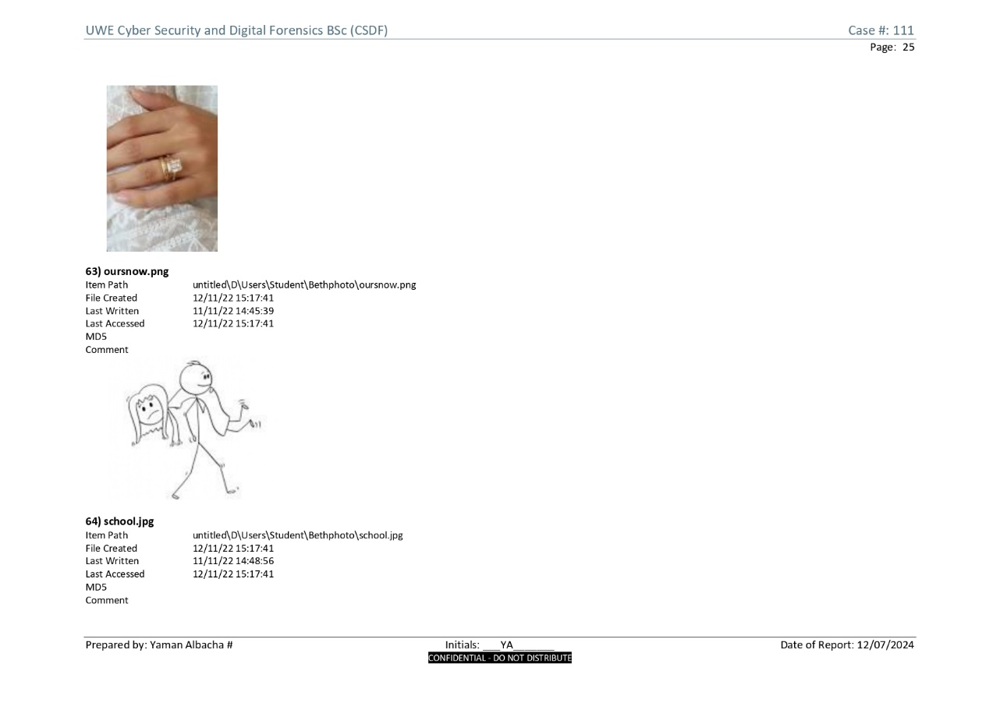 UWE Cyber Security and Digital Forensics BSc (CSDF) Case #: 111
Page: 25
63) oursnow.png
Item Path untitled\D\Users\Student\Bethphoto\oursnow.png
File Created 12/11/22 15:17:41
Last Written 11/11/22 14:45:39
Last Accessed 12/11/22 15:17:41
MD5
Comment
64) school.jpg
Item Path untitled\D\Users\Student\Bethphoto\school.jpg
File Created 12/11/22 15:17:41
Last Written 11/11/22 14:48:56
Last Accessed 12/11/22 15:17:41
MD5
Comment
Prepared by: Yaman Albacha # Initials: ___YA_______ Date of Report: 12/07/2024
CONFIDENTIAL - DO NOT DISTRIBUTE